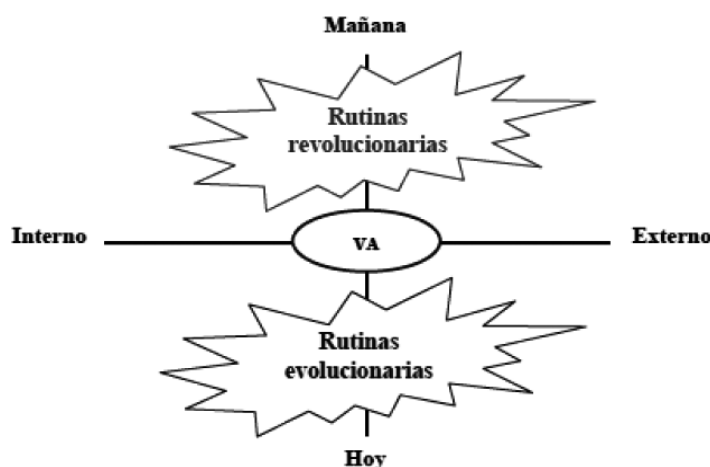 Mañana
Rutinas
revolucionarias
Interno
VA
Externo
Rutinas
evolucionarias
Hoy